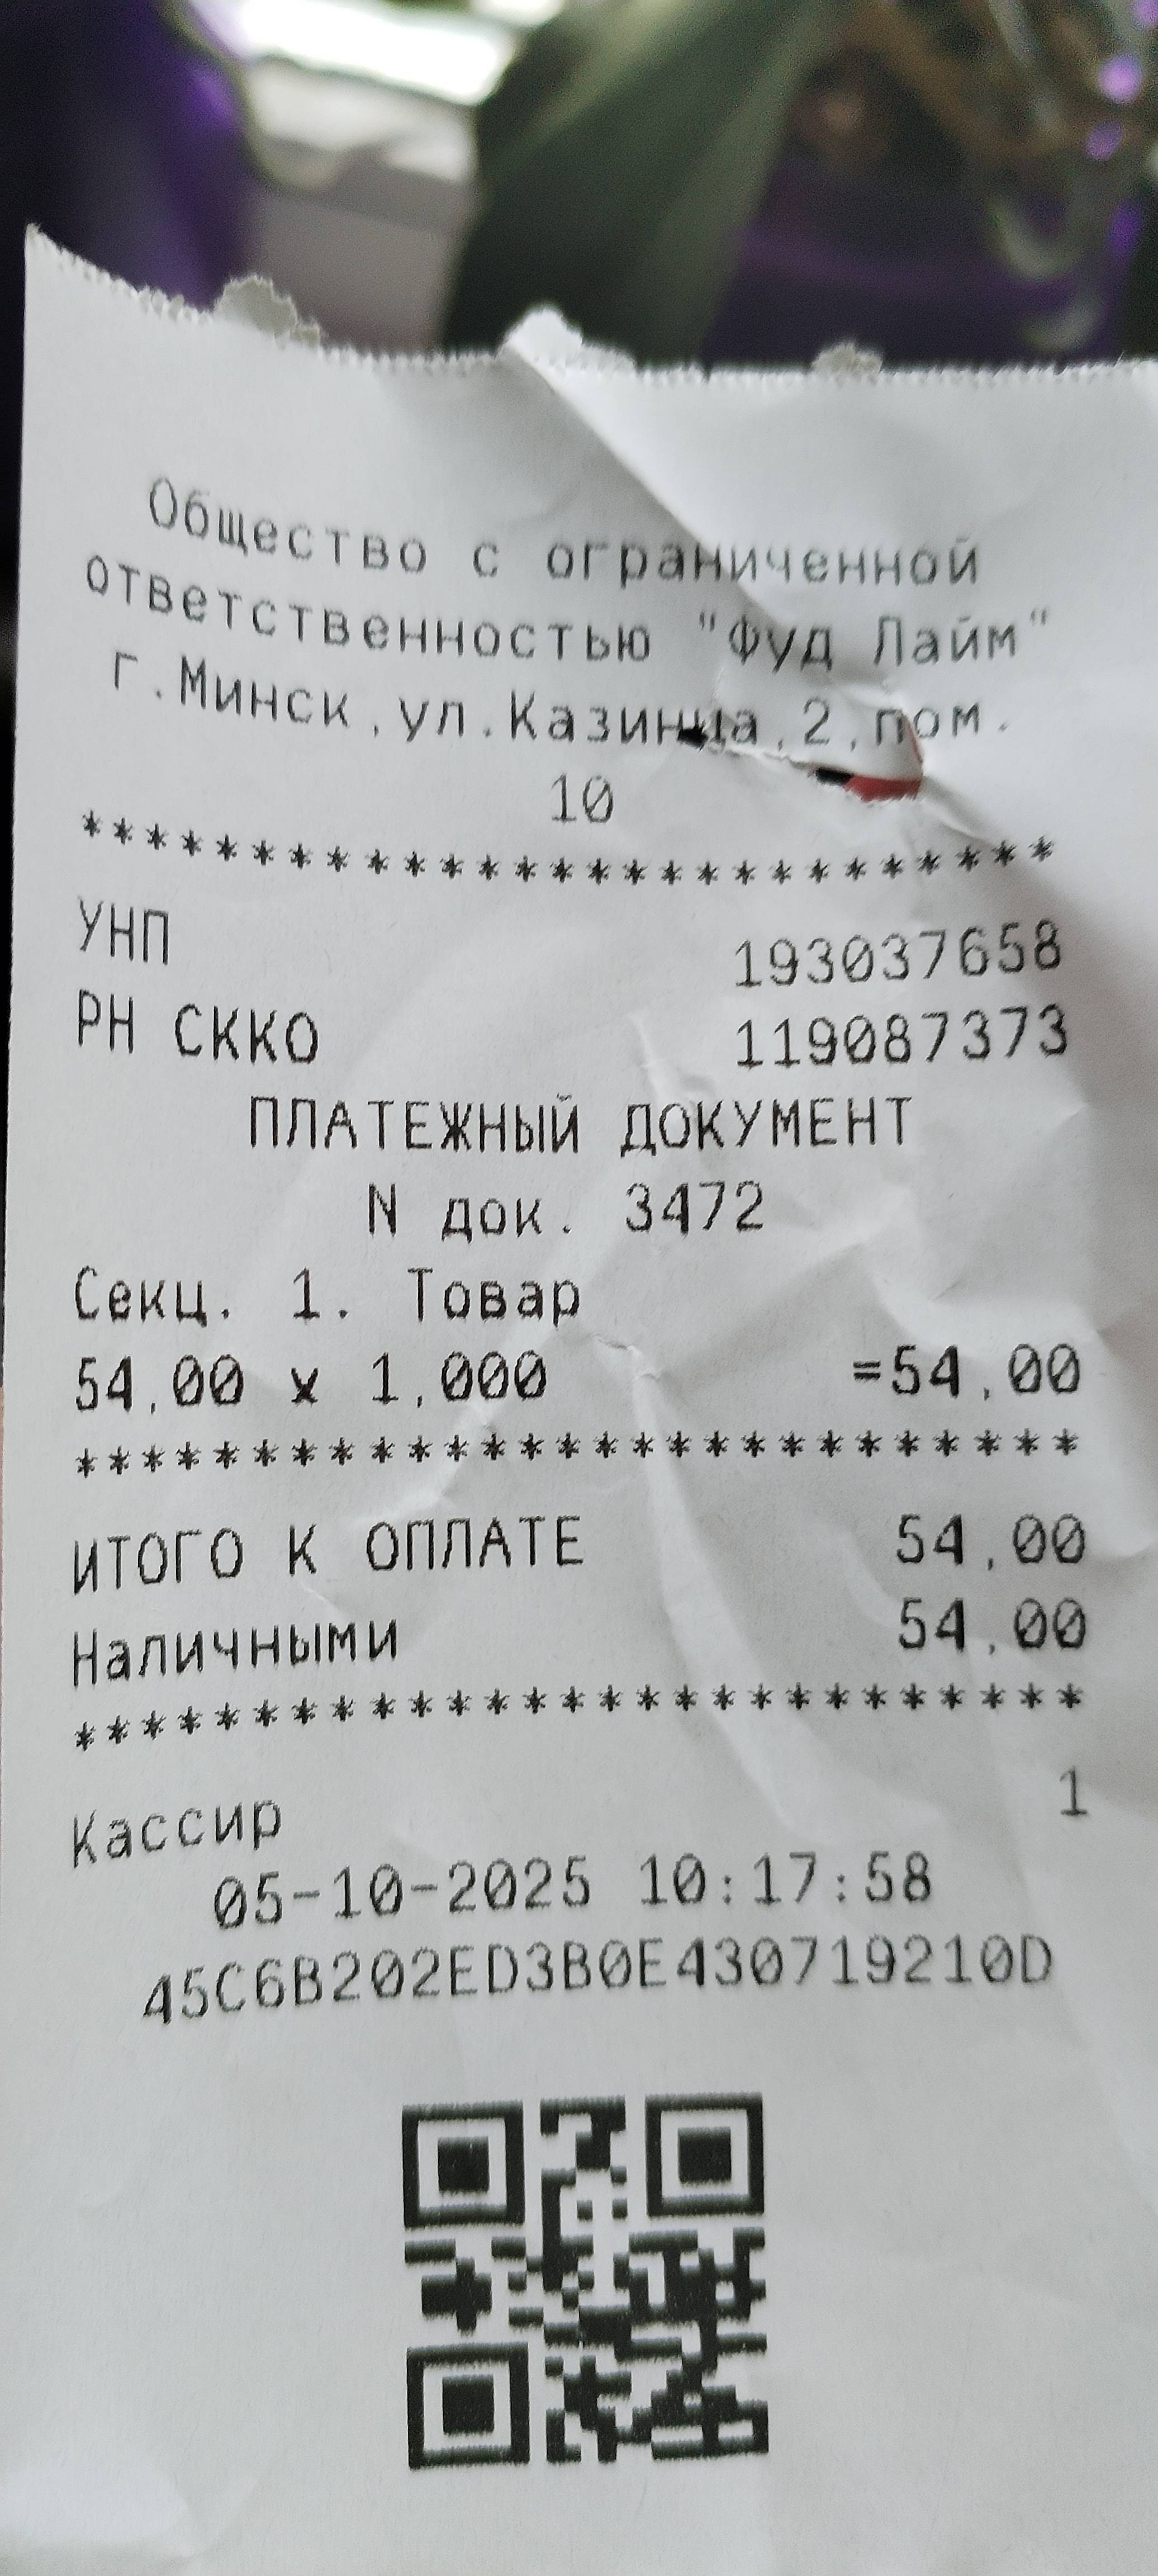 Общество с ограниченной
ответственностью "Фуд Лайм"
г.Минск,ул.Казинца,2,пом.
10
***************************
УНП 193037658
РН СККО 119087373
ПЛАТЕЖНЫЙ ДОКУМЕНТ
N док. 3472
Секц. 1. Товар
54,00 x 1,000 =54,00
***************************
ИТОГО К ОПЛАТЕ 54,00
Наличными 54,00
***************************
Кассир 1
05-10-2025 10:17:58
45C6B202ED3B0E430719210D